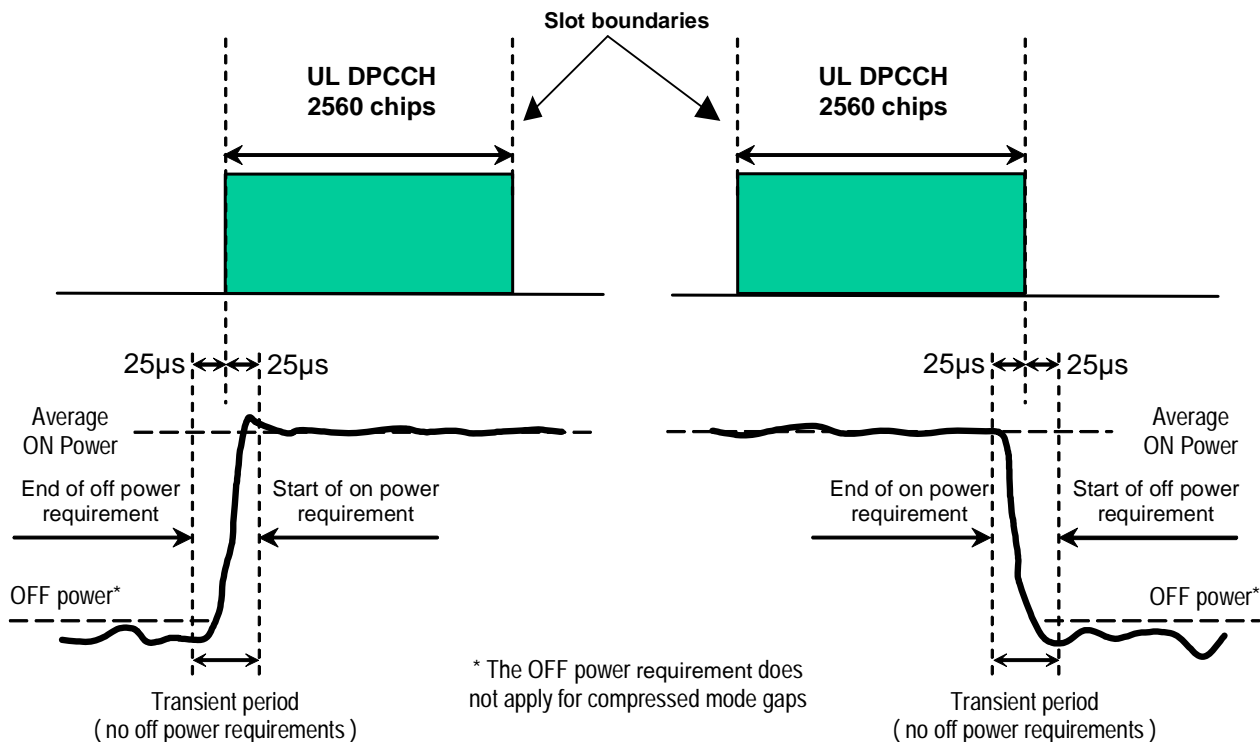 Slot boundaries
UL DPCCH
2560 chips
UL DPCCH
2560 chips
25µs
25µs
25µs
25µs
Average
ON Power
Average
ON Power
End of off power
requirement
Start of on power
requirement
End of on power
requirement
Start of off power
requirement
OFF power*
OFF power*
* The OFF power requirement does
not apply for compressed mode gaps
Transient period
( no off power requirements )
Transient period
( no off power requirements )